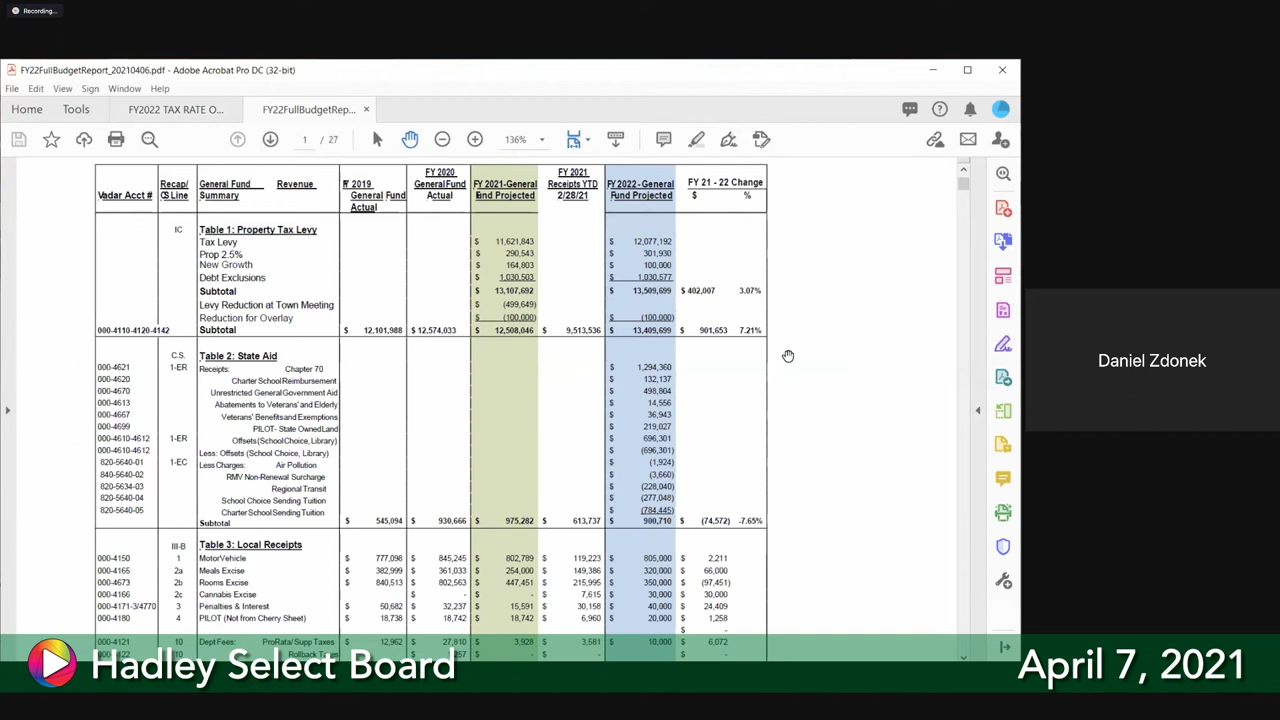 Recording...
FY22FullBudgetReport_20210406.pdf - Adobe Acrobat Pro DC (32-bit)
File Edit View Sign Window Help
Home Tools FY2022 TAX RATE O... FY22FullBudgetRep... ×
1 / 27 136%
Vadar Acct # Recap/ CS Line General Fund Revenue Summary FY 2019 General Fund Actual FY 2020 General Fund Actual FY 2021-General Fund Projected FY 2021 Receipts YTD 2/28/21 FY 2022 - General Fund Projected FY 21 - 22 Change $ %
IC Table 1: Property Tax Levy
Tax Levy $ 11,621,843 $ 12,077,192
Prop 2.5% $ 290,543 $ 301,930
New Growth $ 164,803 $ 100,000
Debt Exclusions $ 1,030,503 $ 1,030,577
Subtotal $ 13,107,692 $ 13,509,699 $ 402,007 3.07%
Levy Reduction at Town Meeting $ (499,649)
Reduction for Overlay $ (100,000) $ (100,000)
000-4110-4120-4142 Subtotal $ 12,101,988 $ 12,574,033 $ 12,508,046 $ 9,513,536 $ 13,409,699 $ 901,653 7.21%
C.S. Table 2: State Aid
000-4621 1-ER Receipts: Chapter 70 $ 1,294,360
000-4620 Charter School Reimbursement $ 132,137
000-4670 Unrestricted General Government Aid $ 498,804
000-4613 Abatements to Veterans' and Elderly $ 14,556
000-4667 Veterans' Benefits and Exemptions $ 36,943
000-4699 PILOT- State Owned Land $ 219,027
000-4610-4612 1-ER Offsets (School Choice, Library) $ 696,301
000-4610-4612 Less: Offsets (School Choice, Library) $ (696,301)
820-5640-01 1-EC Less Charges: Air Pollution $ (1,924)
840-5640-02 RMV Non-Renewal Surcharge $ (3,660)
820-5634-03 Regional Transit $ (228,040)
820-5640-04 School Choice Sending Tuition $ (277,048)
820-5640-05 Charter School Sending Tuition $ (784,445)
Subtotal $ 545,094 $ 930,666 $ 975,282 $ 613,737 $ 900,710 $ (74,572) -7.65%
III-B Table 3: Local Receipts
000-4150 1 Motor Vehicle $ 777,098 $ 845,245 $ 802,789 $ 119,223 $ 805,000 $ 2,211
000-4165 2a Meals Excise $ 382,999 $ 361,033 $ 254,000 $ 149,386 $ 320,000 $ 66,000
000-4673 2b Rooms Excise $ 840,513 $ 802,563 $ 447,451 $ 215,995 $ 350,000 $ (97,451)
000-4166 2c Cannabis Excise $ - $ - $ 7,615 $ 30,000 $ 30,000
000-4171-3/4770 3 Penalties & Interest $ 50,682 $ 32,237 $ 15,591 $ 30,158 $ 40,000 $ 24,409
000-4180 4 PILOT (Not from Cherry Sheet) $ 18,738 $ 18,742 $ 18,742 $ 6,960 $ 20,000 $ 1,258
$ -
000-4121 10 Dept Fees: ProRata/ Supp Taxes $ 12,962 $ 27,810 $ 3,928 $ 3,581 $ 10,000 $ 6,072
Daniel Zdonek
Hadley Select Board
April 7, 2021